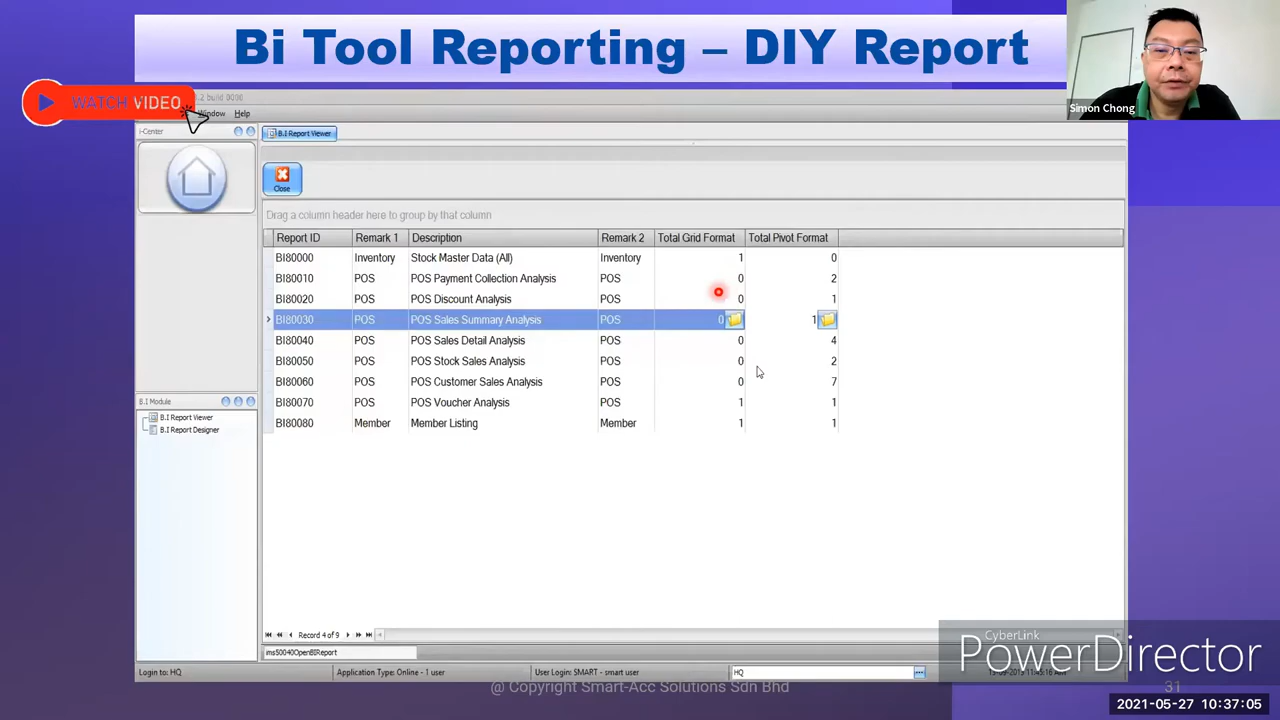 Bi Tool Reporting – DIY Report
Simon Chong
WATCH VIDEO
.2 build 0000
Window Help
i-Center
B.I Report Viewer
Close
Drag a column header here to group by that column
Report ID Remark 1 Description Remark 2 Total Grid Format Total Pivot Format
BI80000 Inventory Stock Master Data (All) Inventory 1 0
BI80010 POS POS Payment Collection Analysis POS 0 2
BI80020 POS POS Discount Analysis POS 0 1
BI80030 POS POS Sales Summary Analysis POS 0 1
BI80040 POS POS Sales Detail Analysis POS 0 4
BI80050 POS POS Stock Sales Analysis POS 0 2
BI80060 POS POS Customer Sales Analysis POS 0 7
BI80070 POS POS Voucher Analysis POS 1 1
BI80080 Member Member Listing Member 1 1
B.I Module
B.I Report Viewer
B.I Report Designer
Record 4 of 9
ims50040OpenBIReport
Login to: HQ Application Type: Online - 1 user User Login: SMART - smart user HQ
CyberLink
PowerDirector
@ Copyright Smart-Acc Solutions Sdn Bhd
31
2021-05-27 10:37:05